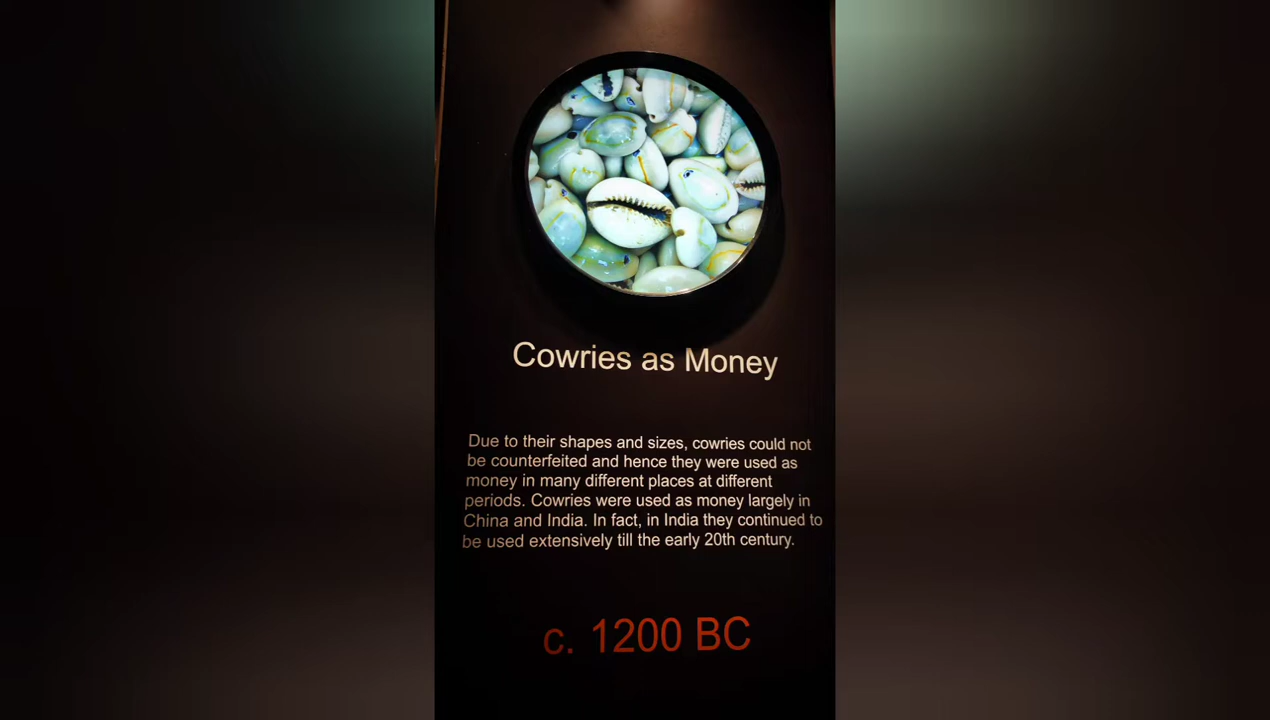 Cowries as Money
Due to their shapes and sizes, cowries could not
be counterfeited and hence they were used as
money in many different places at different
periods. Cowries were used as money largely in
China and India. In fact, in India they continued to
be used extensively till the early 20th century.
c. 1200 BC